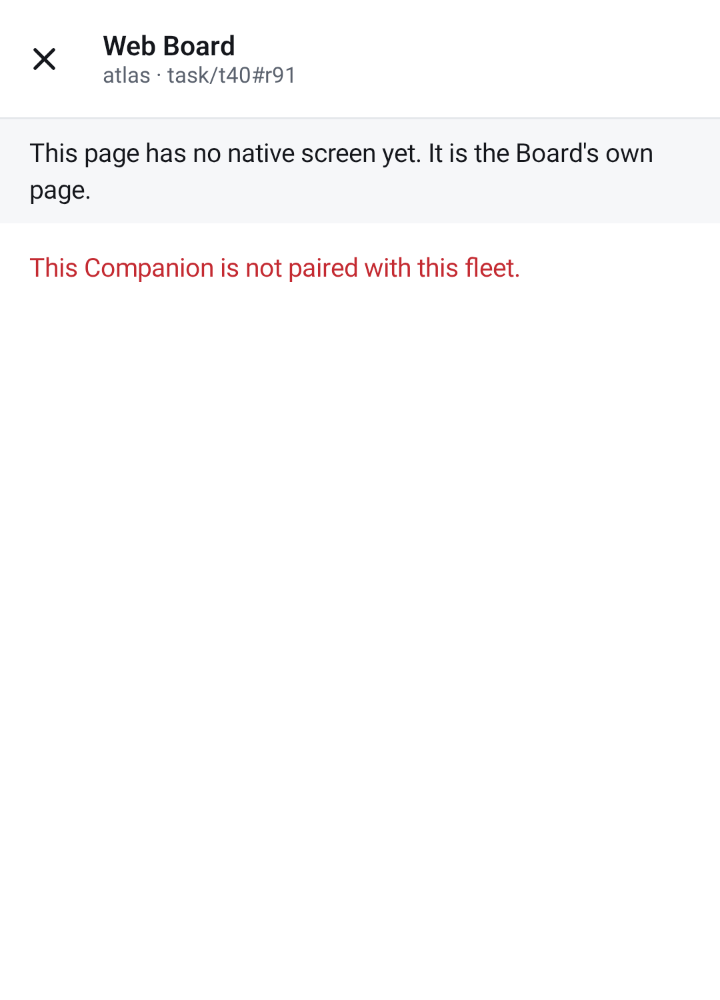 Web Board
atlas · task/t40#r91
This page has no native screen yet. It is the Board's own
page.
This Companion is not paired with this fleet.